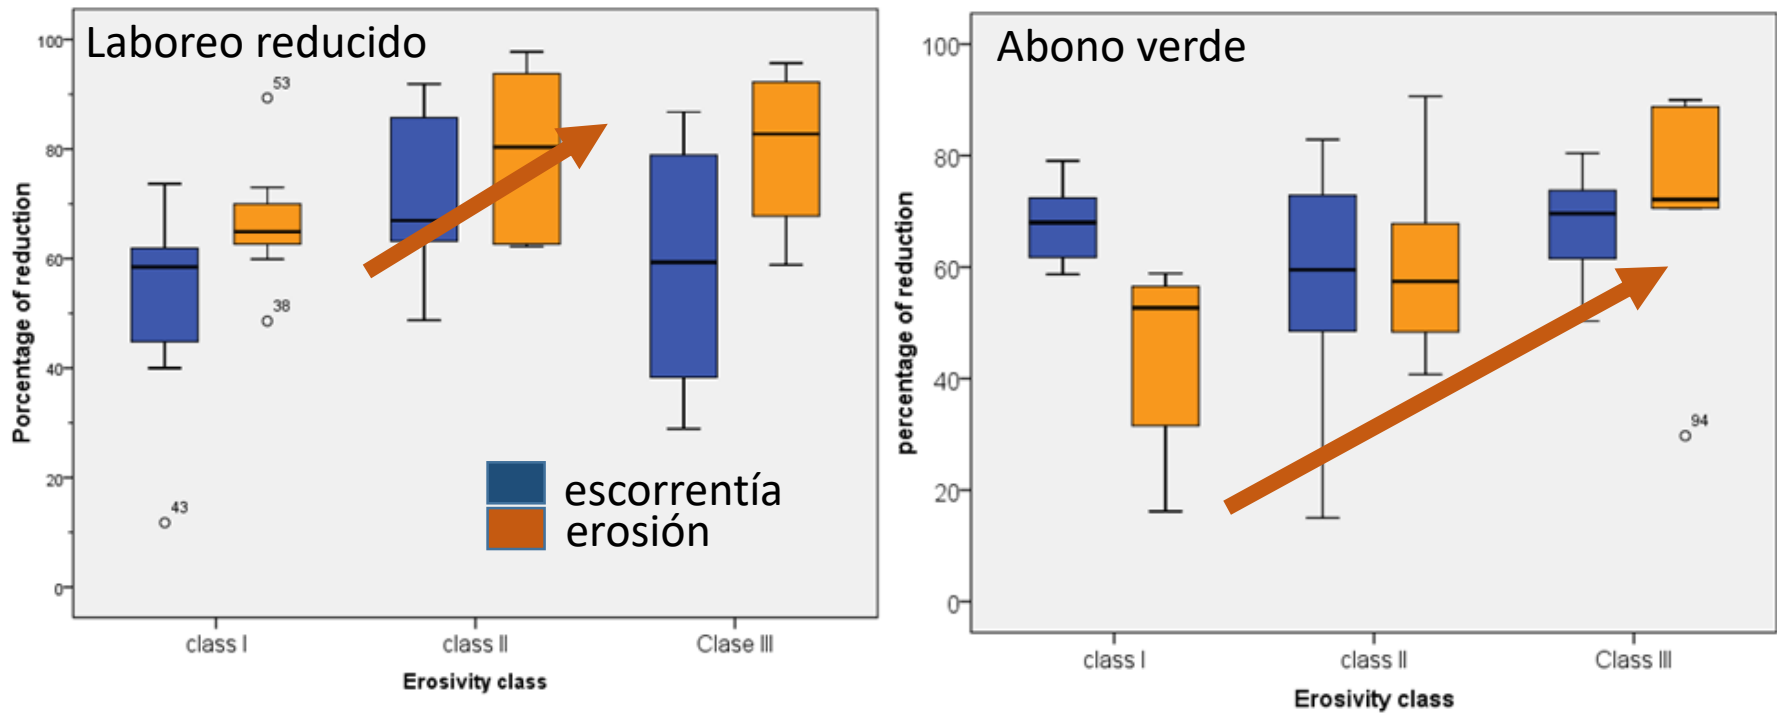 Laboreo reducido
Porcentage of reduction
100
80
60
40
20
0
53
38
43
escorrentía
erosión
class I
class II
Clase III
Erosivity class
Abono verde
percentage of reduction
100
80
60
40
20
0
94
class I
class II
Class III
Erosivity class